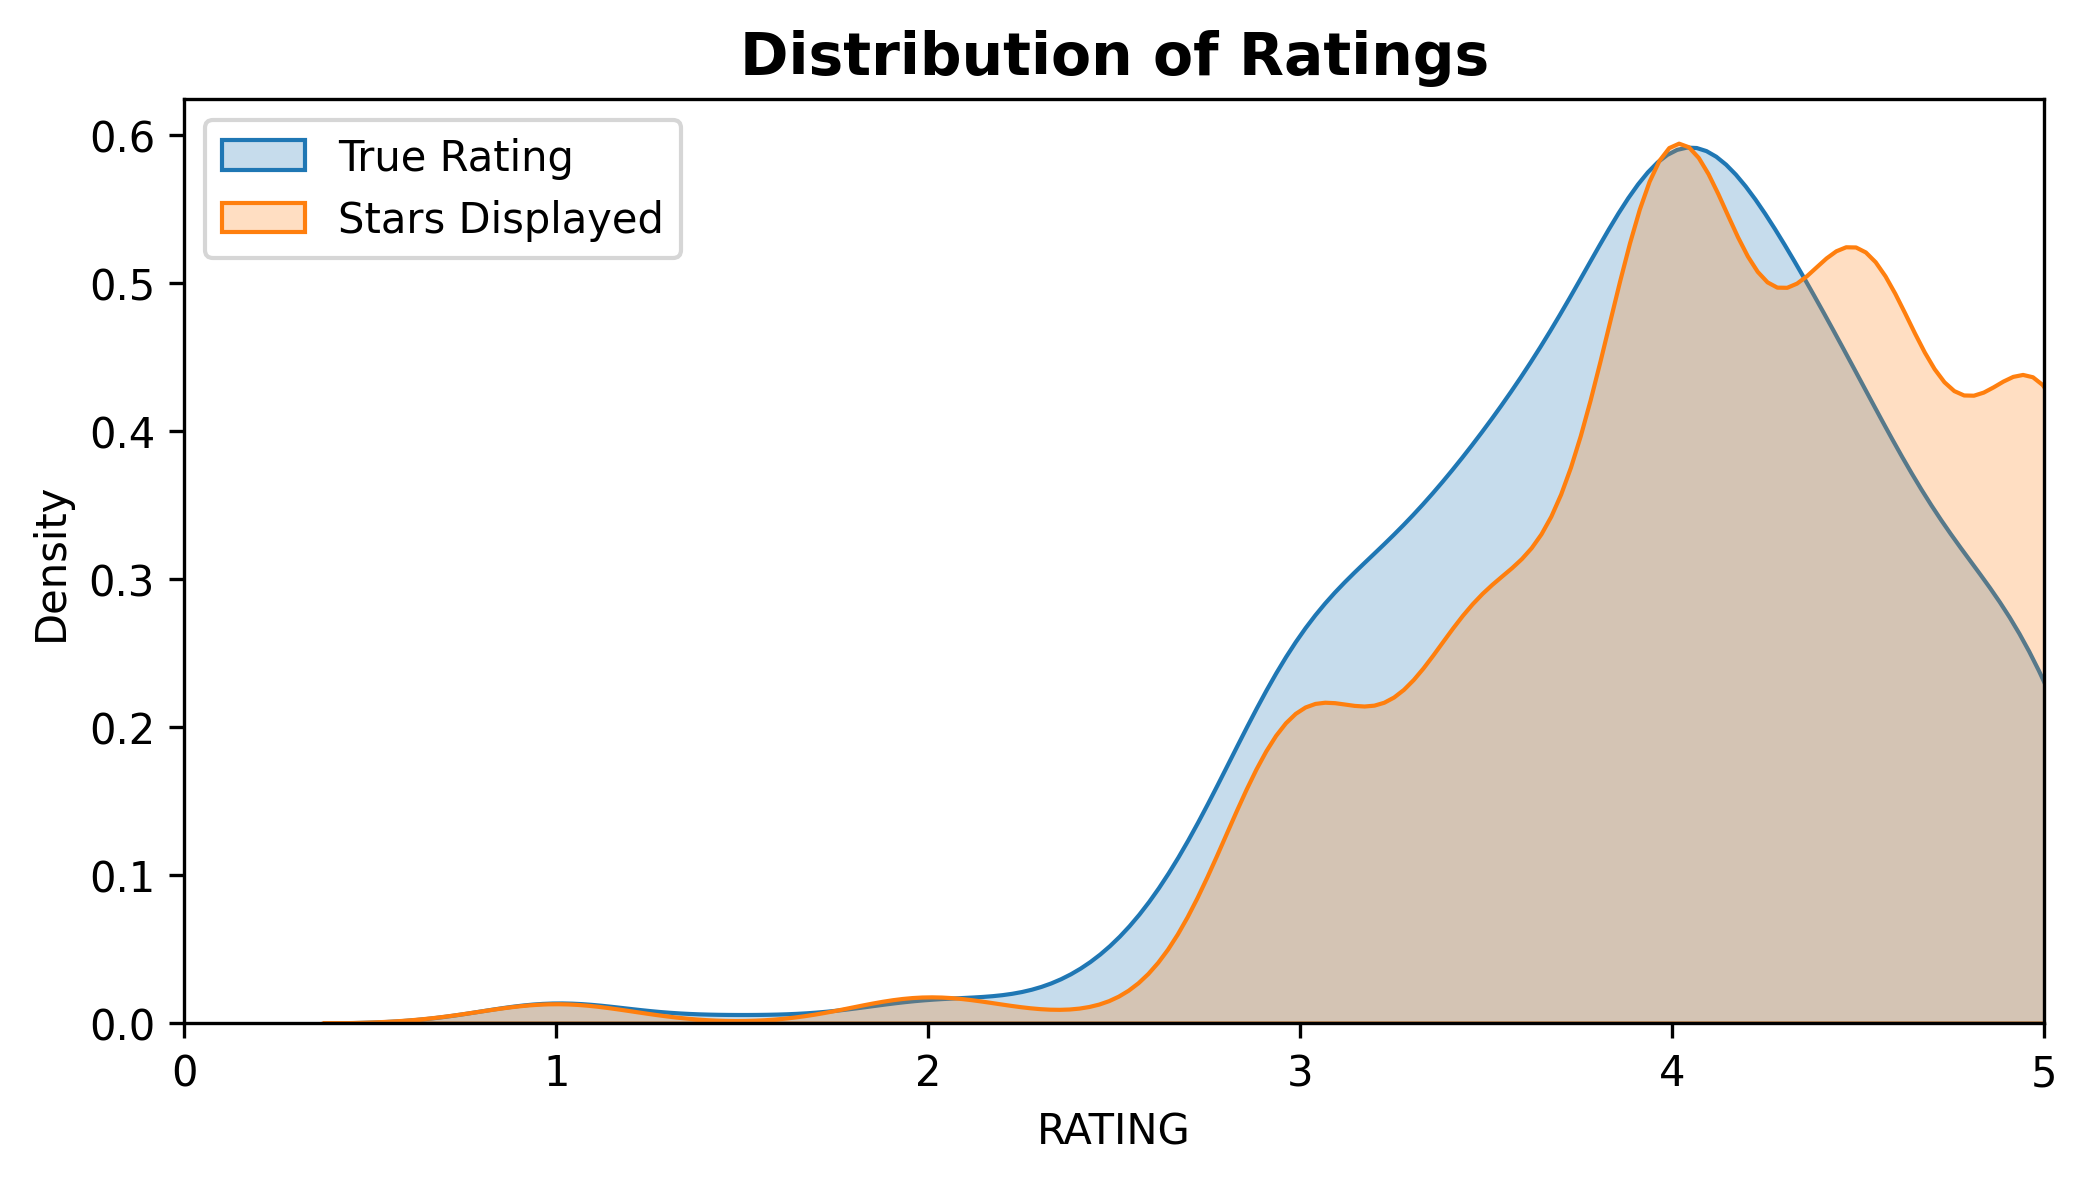 Distribution of Ratings
True Rating
Stars Displayed
0.6
0.5
0.4
0.3
0.2
0.1
0.0
Density
0 1 2 3 4 5
RATING